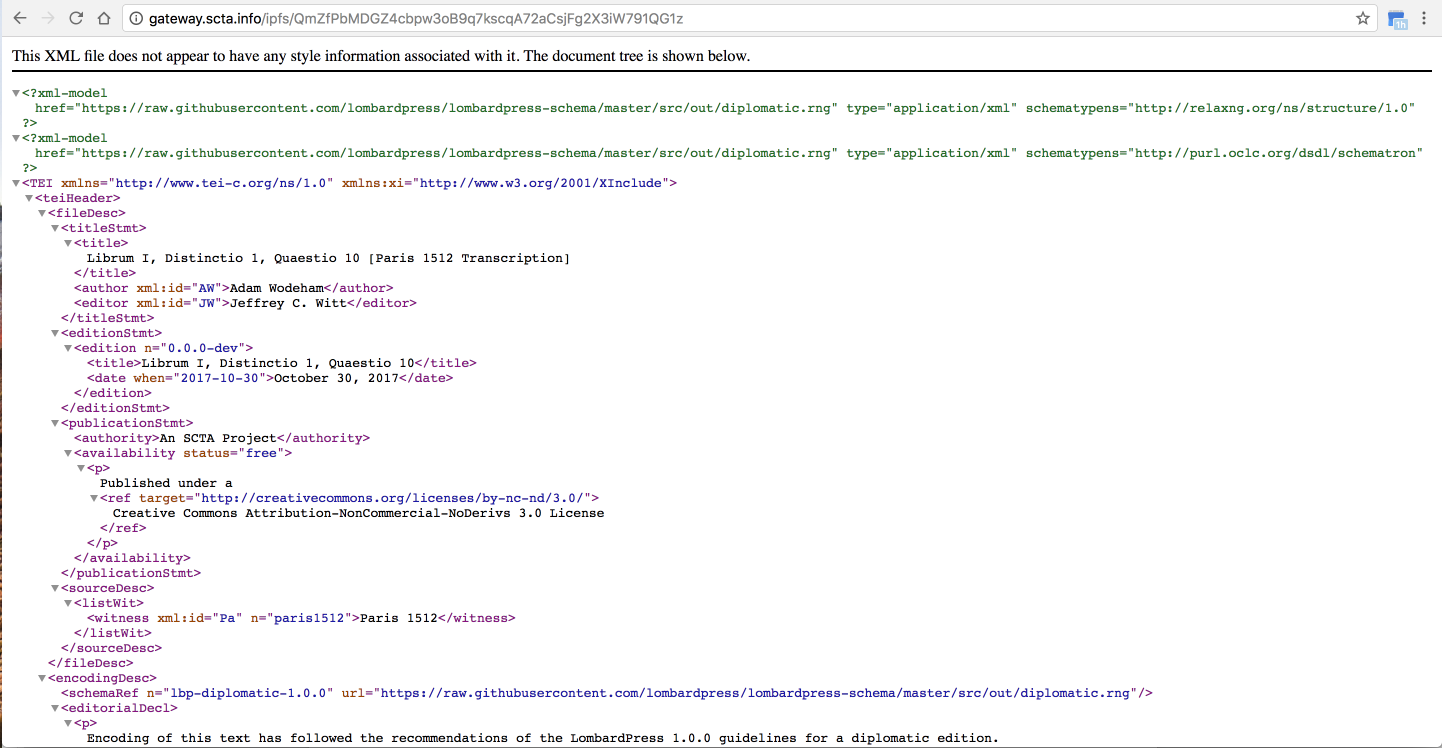 gateway.scta.info/ipfs/QmZfPbMDGZ4cbpw3oB9q7kscqA72aCsjFg2X3iW791QG1z
1h
This XML file does not appear to have any style information associated with it. The document tree is shown below.
<?xml-model
href="https://raw.githubusercontent.com/lombardpress/lombardpress-schema/master/src/out/diplomatic.rng" type="application/xml" schematypens="http://relaxng.org/ns/structure/1.0"
?>
<?xml-model
href="https://raw.githubusercontent.com/lombardpress/lombardpress-schema/master/src/out/diplomatic.rng" type="application/xml" schematypens="http://purl.oclc.org/dsdl/schematron"
?>
<TEI xmlns="http://www.tei-c.org/ns/1.0" xmlns:xi="http://www.w3.org/2001/XInclude">
<teiHeader>
<fileDesc>
<titleStmt>
<title>
Librum I, Distinctio 1, Quaestio 10 [Paris 1512 Transcription]
</title>
<author xml:id="AW">Adam Wodeham</author>
<editor xml:id="JW">Jeffrey C. Witt</editor>
</titleStmt>
<editionStmt>
<edition n="0.0.0-dev">
<title>Librum I, Distinctio 1, Quaestio 10</title>
<date when="2017-10-30">October 30, 2017</date>
</edition>
</editionStmt>
<publicationStmt>
<authority>An SCTA Project</authority>
<availability status="free">
<p>
Published under a
<ref target="http://creativecommons.org/licenses/by-nc-nd/3.0/">
Creative Commons Attribution-NonCommercial-NoDerivs 3.0 License
</ref>
</p>
</availability>
</publicationStmt>
<sourceDesc>
<listWit>
<witness xml:id="Pa" n="paris1512">Paris 1512</witness>
</listWit>
</sourceDesc>
</fileDesc>
<encodingDesc>
<schemaRef n="lbp-diplomatic-1.0.0" url="https://raw.githubusercontent.com/lombardpress/lombardpress-schema/master/src/out/diplomatic.rng"/>
<editorialDecl>
<p>
Encoding of this text has followed the recommendations of the LombardPress 1.0.0 guidelines for a diplomatic edition.